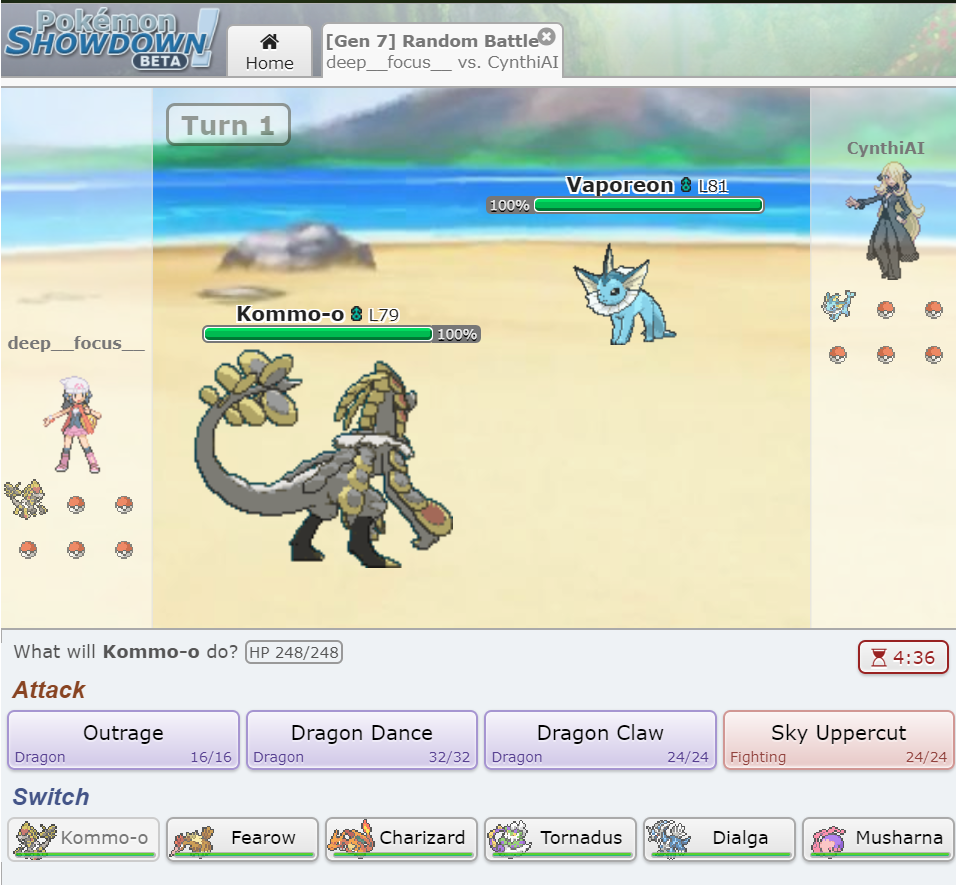 Pokémon
SHOWDOWN!
BETA
Home
[Gen 7] Random Battle
deep__focus__ vs. CynthiAI
Turn 1
CynthiAI
Vaporeon L81
100%
Kommo-o L79
100%
deep__focus__
What will Kommo-o do? HP 248/248
4:36
Attack
Outrage
Dragon 16/16
Dragon Dance
Dragon 32/32
Dragon Claw
Dragon 24/24
Sky Uppercut
Fighting 24/24
Switch
Kommo-o
Fearow
Charizard
Tornadus
Dialga
Musharna